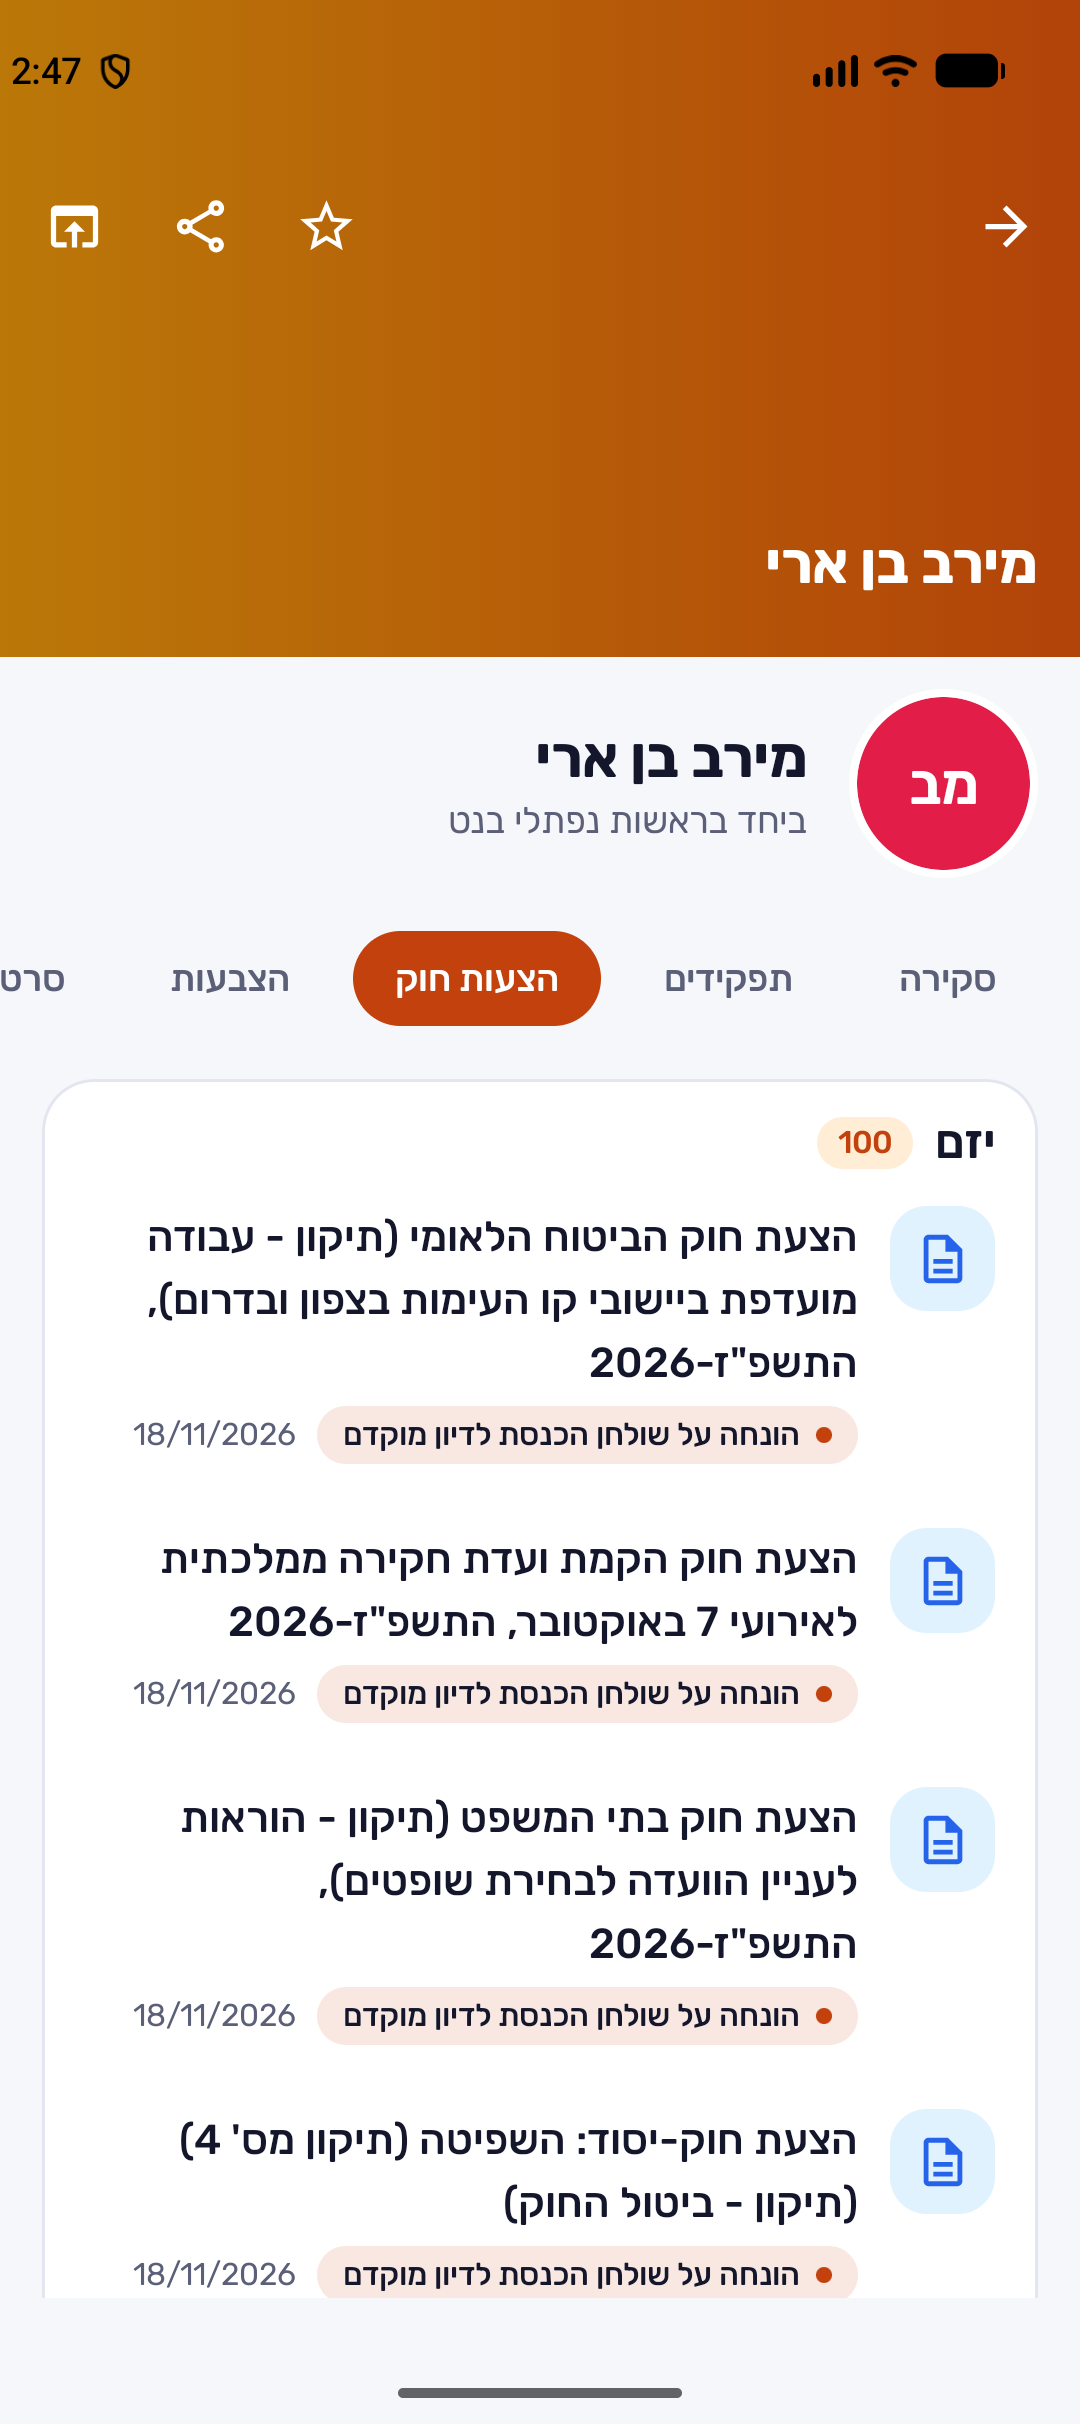 2:47
מירב בן ארי
מב
מירב בן ארי
ביחד בראשות נפתלי בנט
סקירה תפקידים הצעות חוק הצבעות סרט
יזם 100
הצעת חוק הביטוח הלאומי (תיקון - עבודה
מועדפת ביישובי קו העימות בצפון ובדרום),
התשפ"ז-2026
הונחה על שולחן הכנסת לדיון מוקדם 18/11/2026
הצעת חוק הקמת ועדת חקירה ממלכתית
לאירועי 7 באוקטובר, התשפ"ז-2026
הונחה על שולחן הכנסת לדיון מוקדם 18/11/2026
הצעת חוק בתי המשפט (תיקון - הוראות
לעניין הוועדה לבחירת שופטים),
התשפ"ז-2026
הונחה על שולחן הכנסת לדיון מוקדם 18/11/2026
הצעת חוק-יסוד: השפיטה (תיקון מס' 4)
(תיקון - ביטול החוק)
הונחה על שולחן הכנסת לדיון מוקדם 18/11/2026